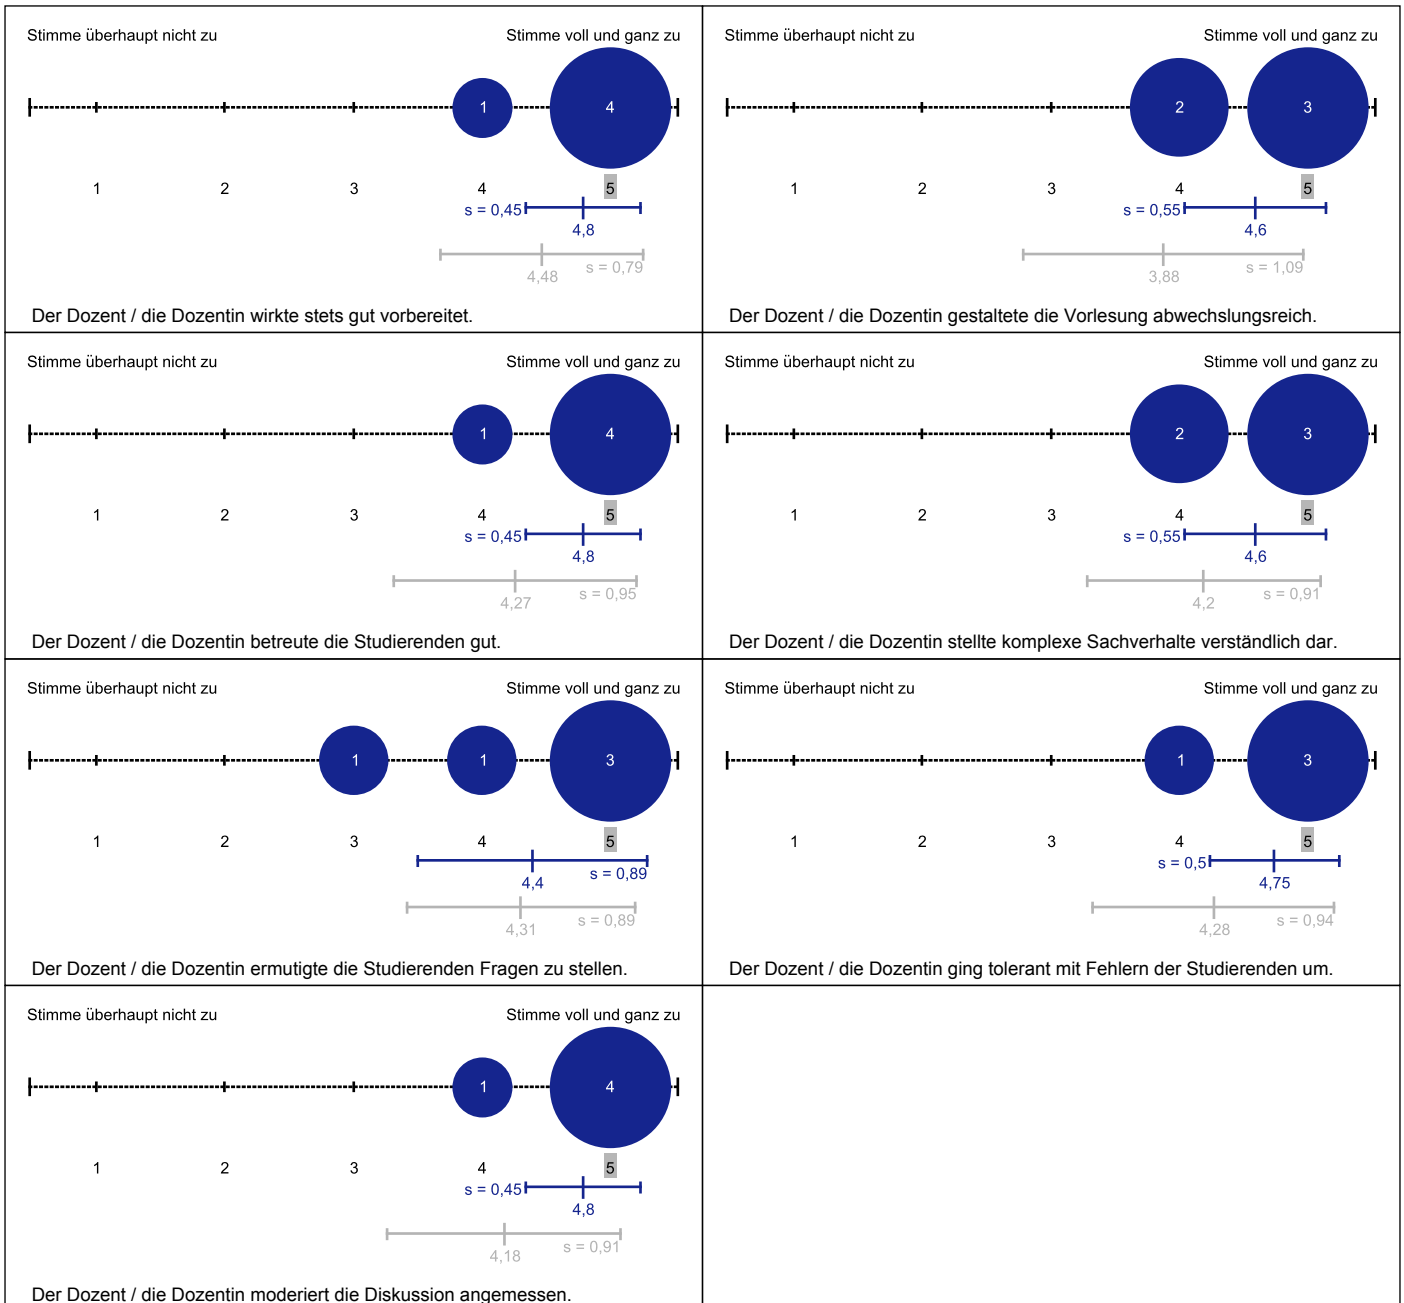 Stimme überhaupt nicht zu Stimme voll und ganz zu
1 4
1 2 3 4 5
s = 0,45
4,8
4,48 s = 0,79
Der Dozent / die Dozentin wirkte stets gut vorbereitet.
Stimme überhaupt nicht zu Stimme voll und ganz zu
2 3
1 2 3 4 5
s = 0,55
4,6
3,88 s = 1,09
Der Dozent / die Dozentin gestaltete die Vorlesung abwechslungsreich.
Stimme überhaupt nicht zu Stimme voll und ganz zu
1 4
1 2 3 4 5
s = 0,45
4,8
4,27 s = 0,95
Der Dozent / die Dozentin betreute die Studierenden gut.
Stimme überhaupt nicht zu Stimme voll und ganz zu
2 3
1 2 3 4 5
s = 0,55
4,6
4,2 s = 0,91
Der Dozent / die Dozentin stellte komplexe Sachverhalte verständlich dar.
Stimme überhaupt nicht zu Stimme voll und ganz zu
1 1 3
1 2 3 4 5
4,4 s = 0,89
4,31 s = 0,89
Der Dozent / die Dozentin ermutigte die Studierenden Fragen zu stellen.
Stimme überhaupt nicht zu Stimme voll und ganz zu
1 3
1 2 3 4 5
s = 0,5
4,75
4,28 s = 0,94
Der Dozent / die Dozentin ging tolerant mit Fehlern der Studierenden um.
Stimme überhaupt nicht zu Stimme voll und ganz zu
1 4
1 2 3 4 5
s = 0,45
4,8
4,18 s = 0,91
Der Dozent / die Dozentin moderiert die Diskussion angemessen.